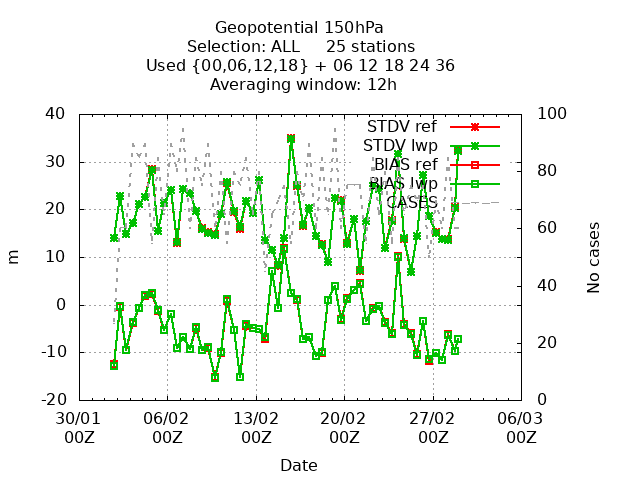 Geopotential 150hPa
Selection: ALL     25 stations
Used {00,06,12,18} + 06 12 18 24 36
Averaging window: 12h
STDV ref
STDV lwp
BIAS ref
BIAS lwp
CASES
40
30
20
10
0
-10
-20
m
100
80
60
40
20
0
No cases
30/01 06/02 13/02 20/02 27/02 06/03
00Z 00Z 00Z 00Z 00Z 00Z
Date